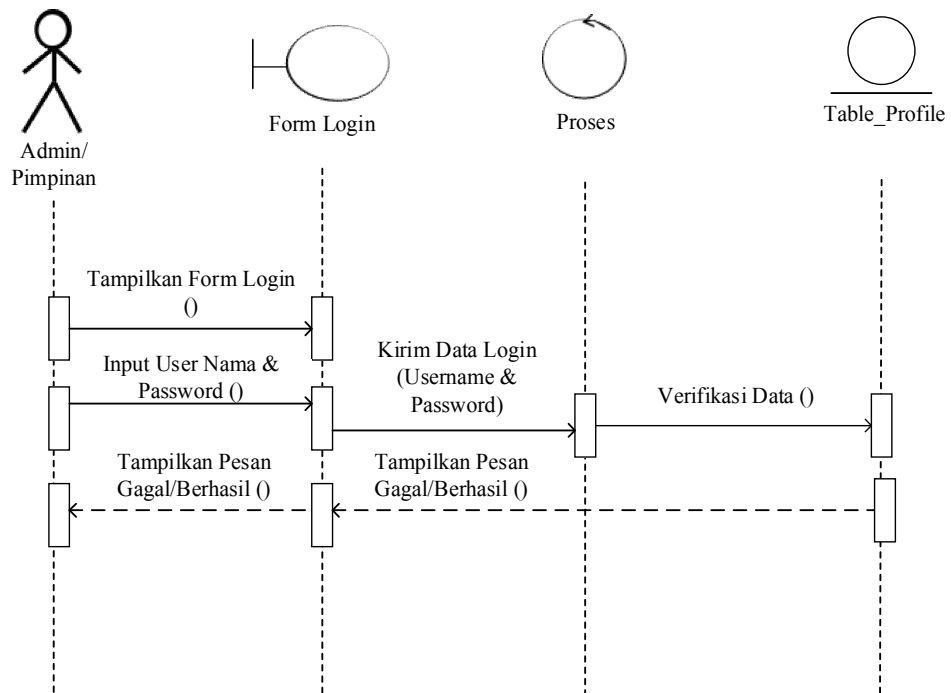 Admin/
Pimpinan
Form Login
Proses
Table_Profile
Tampilkan Form Login
()
Input User Nama &
Password ()
Kirim Data Login
(Username &
Password)
Verifikasi Data ()
Tampilkan Pesan
Gagal/Berhasil ()
Tampilkan Pesan
Gagal/Berhasil ()